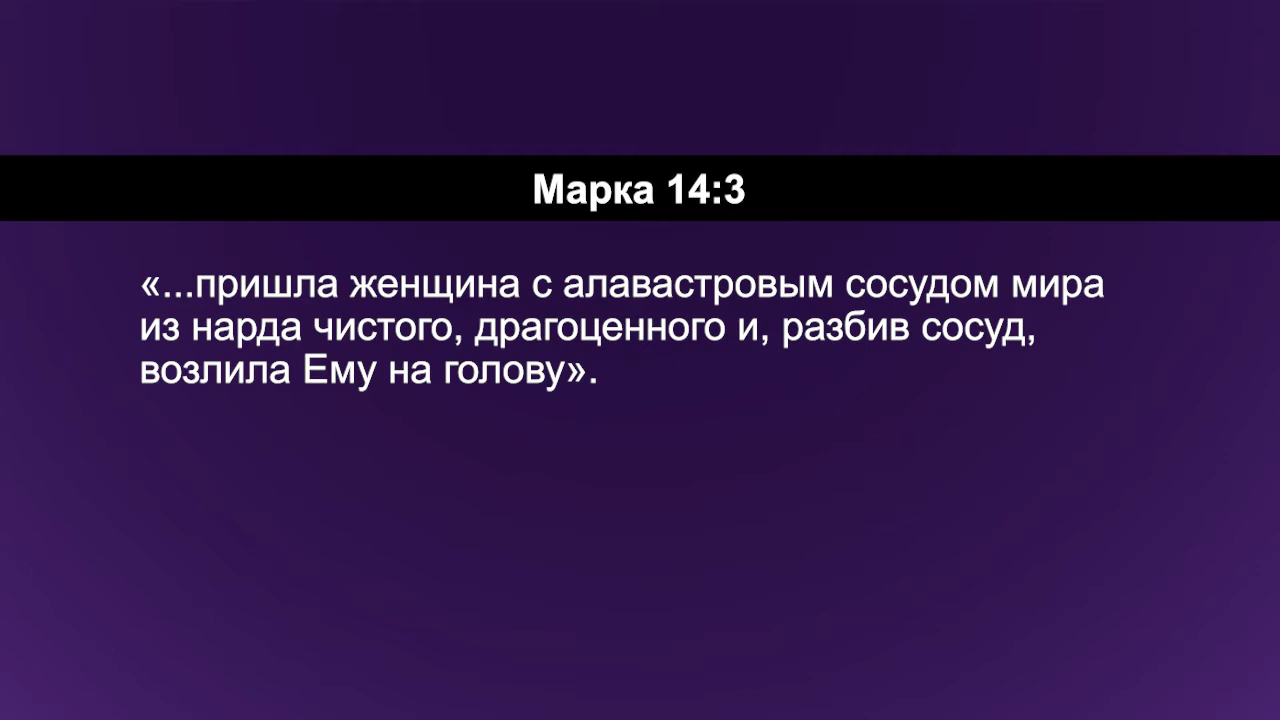 Марка 14:3
«...пришла женщина с алавастровым сосудом мира
из нарда чистого, драгоценного и, разбив сосуд,
возлила Ему на голову».